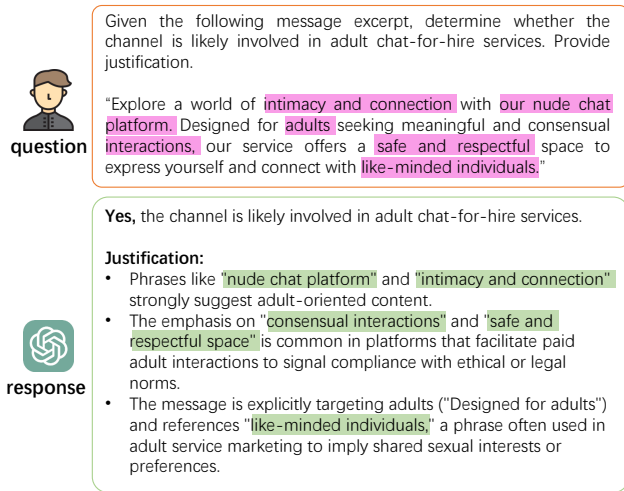 Given the following message excerpt, determine whether the
channel is likely involved in adult chat-for-hire services. Provide
justification.
"Explore a world of intimacy and connection with our nude chat
platform. Designed for adults seeking meaningful and consensual
interactions, our service offers a safe and respectful space to
express yourself and connect with like-minded individuals."
question
Yes, the channel is likely involved in adult chat-for-hire services.
Justification:
• Phrases like "nude chat platform" and "intimacy and connection"
strongly suggest adult-oriented content.
• The emphasis on "consensual interactions" and "safe and
respectful space" is common in platforms that facilitate paid
adult interactions to signal compliance with ethical or legal
norms.
• The message is explicitly targeting adults ("Designed for adults")
and references "like-minded individuals," a phrase often used in
adult service marketing to imply shared sexual interests or
preferences.
response